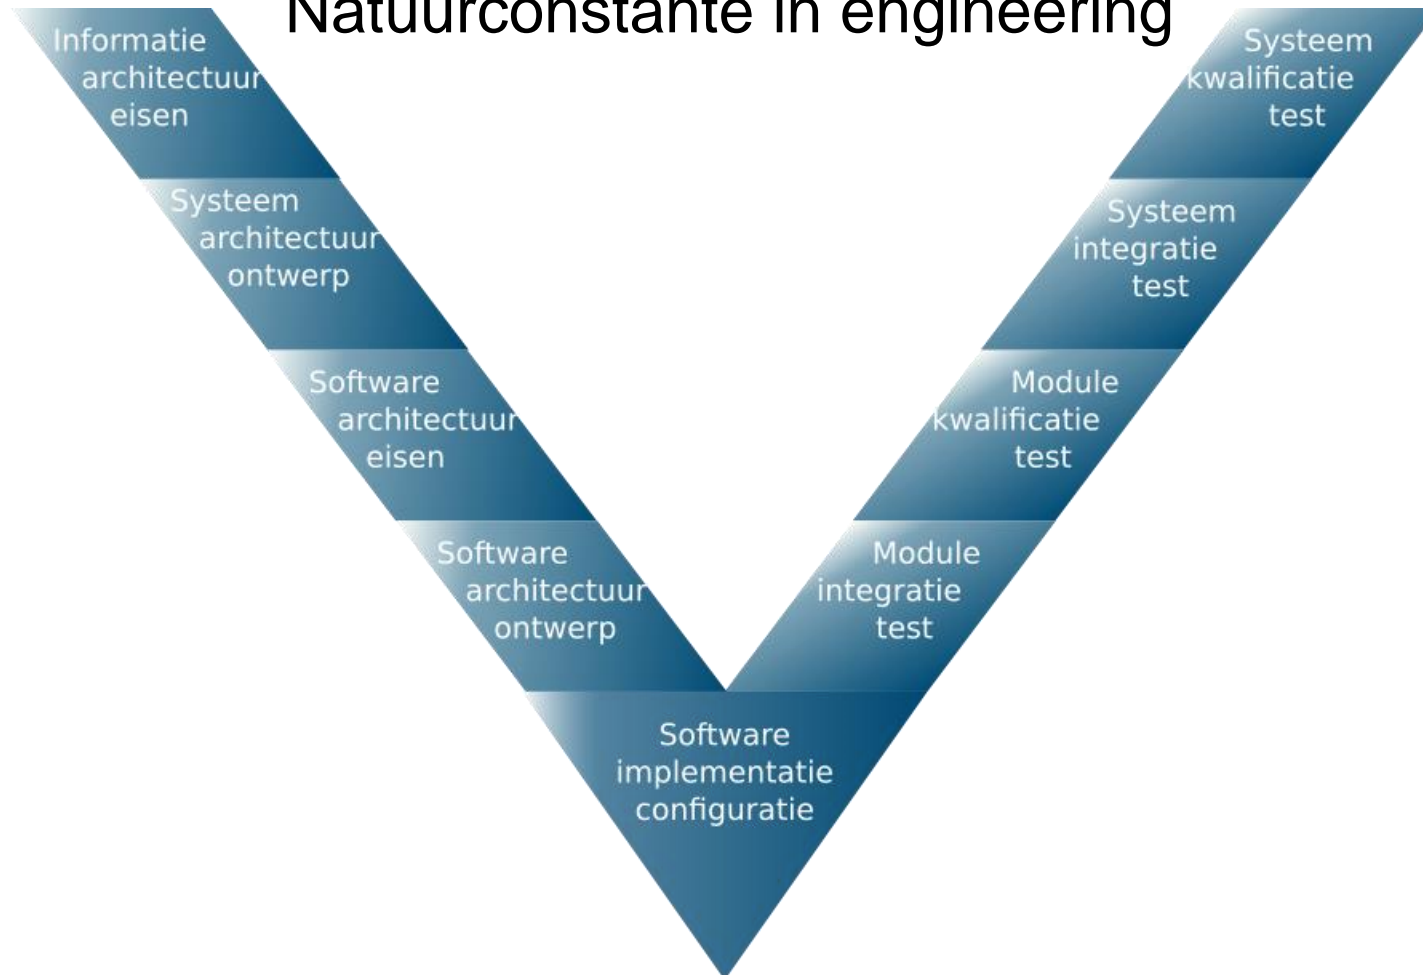 Natuurconstante in engineering
Informatie
architectuur
eisen
Systeem
architectuur
ontwerp
Software
architectuur
eisen
Software
architectuur
ontwerp
Software
implementatie
configuratie
Module
integratie
test
Module
kwalificatie
test
Systeem
integratie
test
Systeem
kwalificatie
test